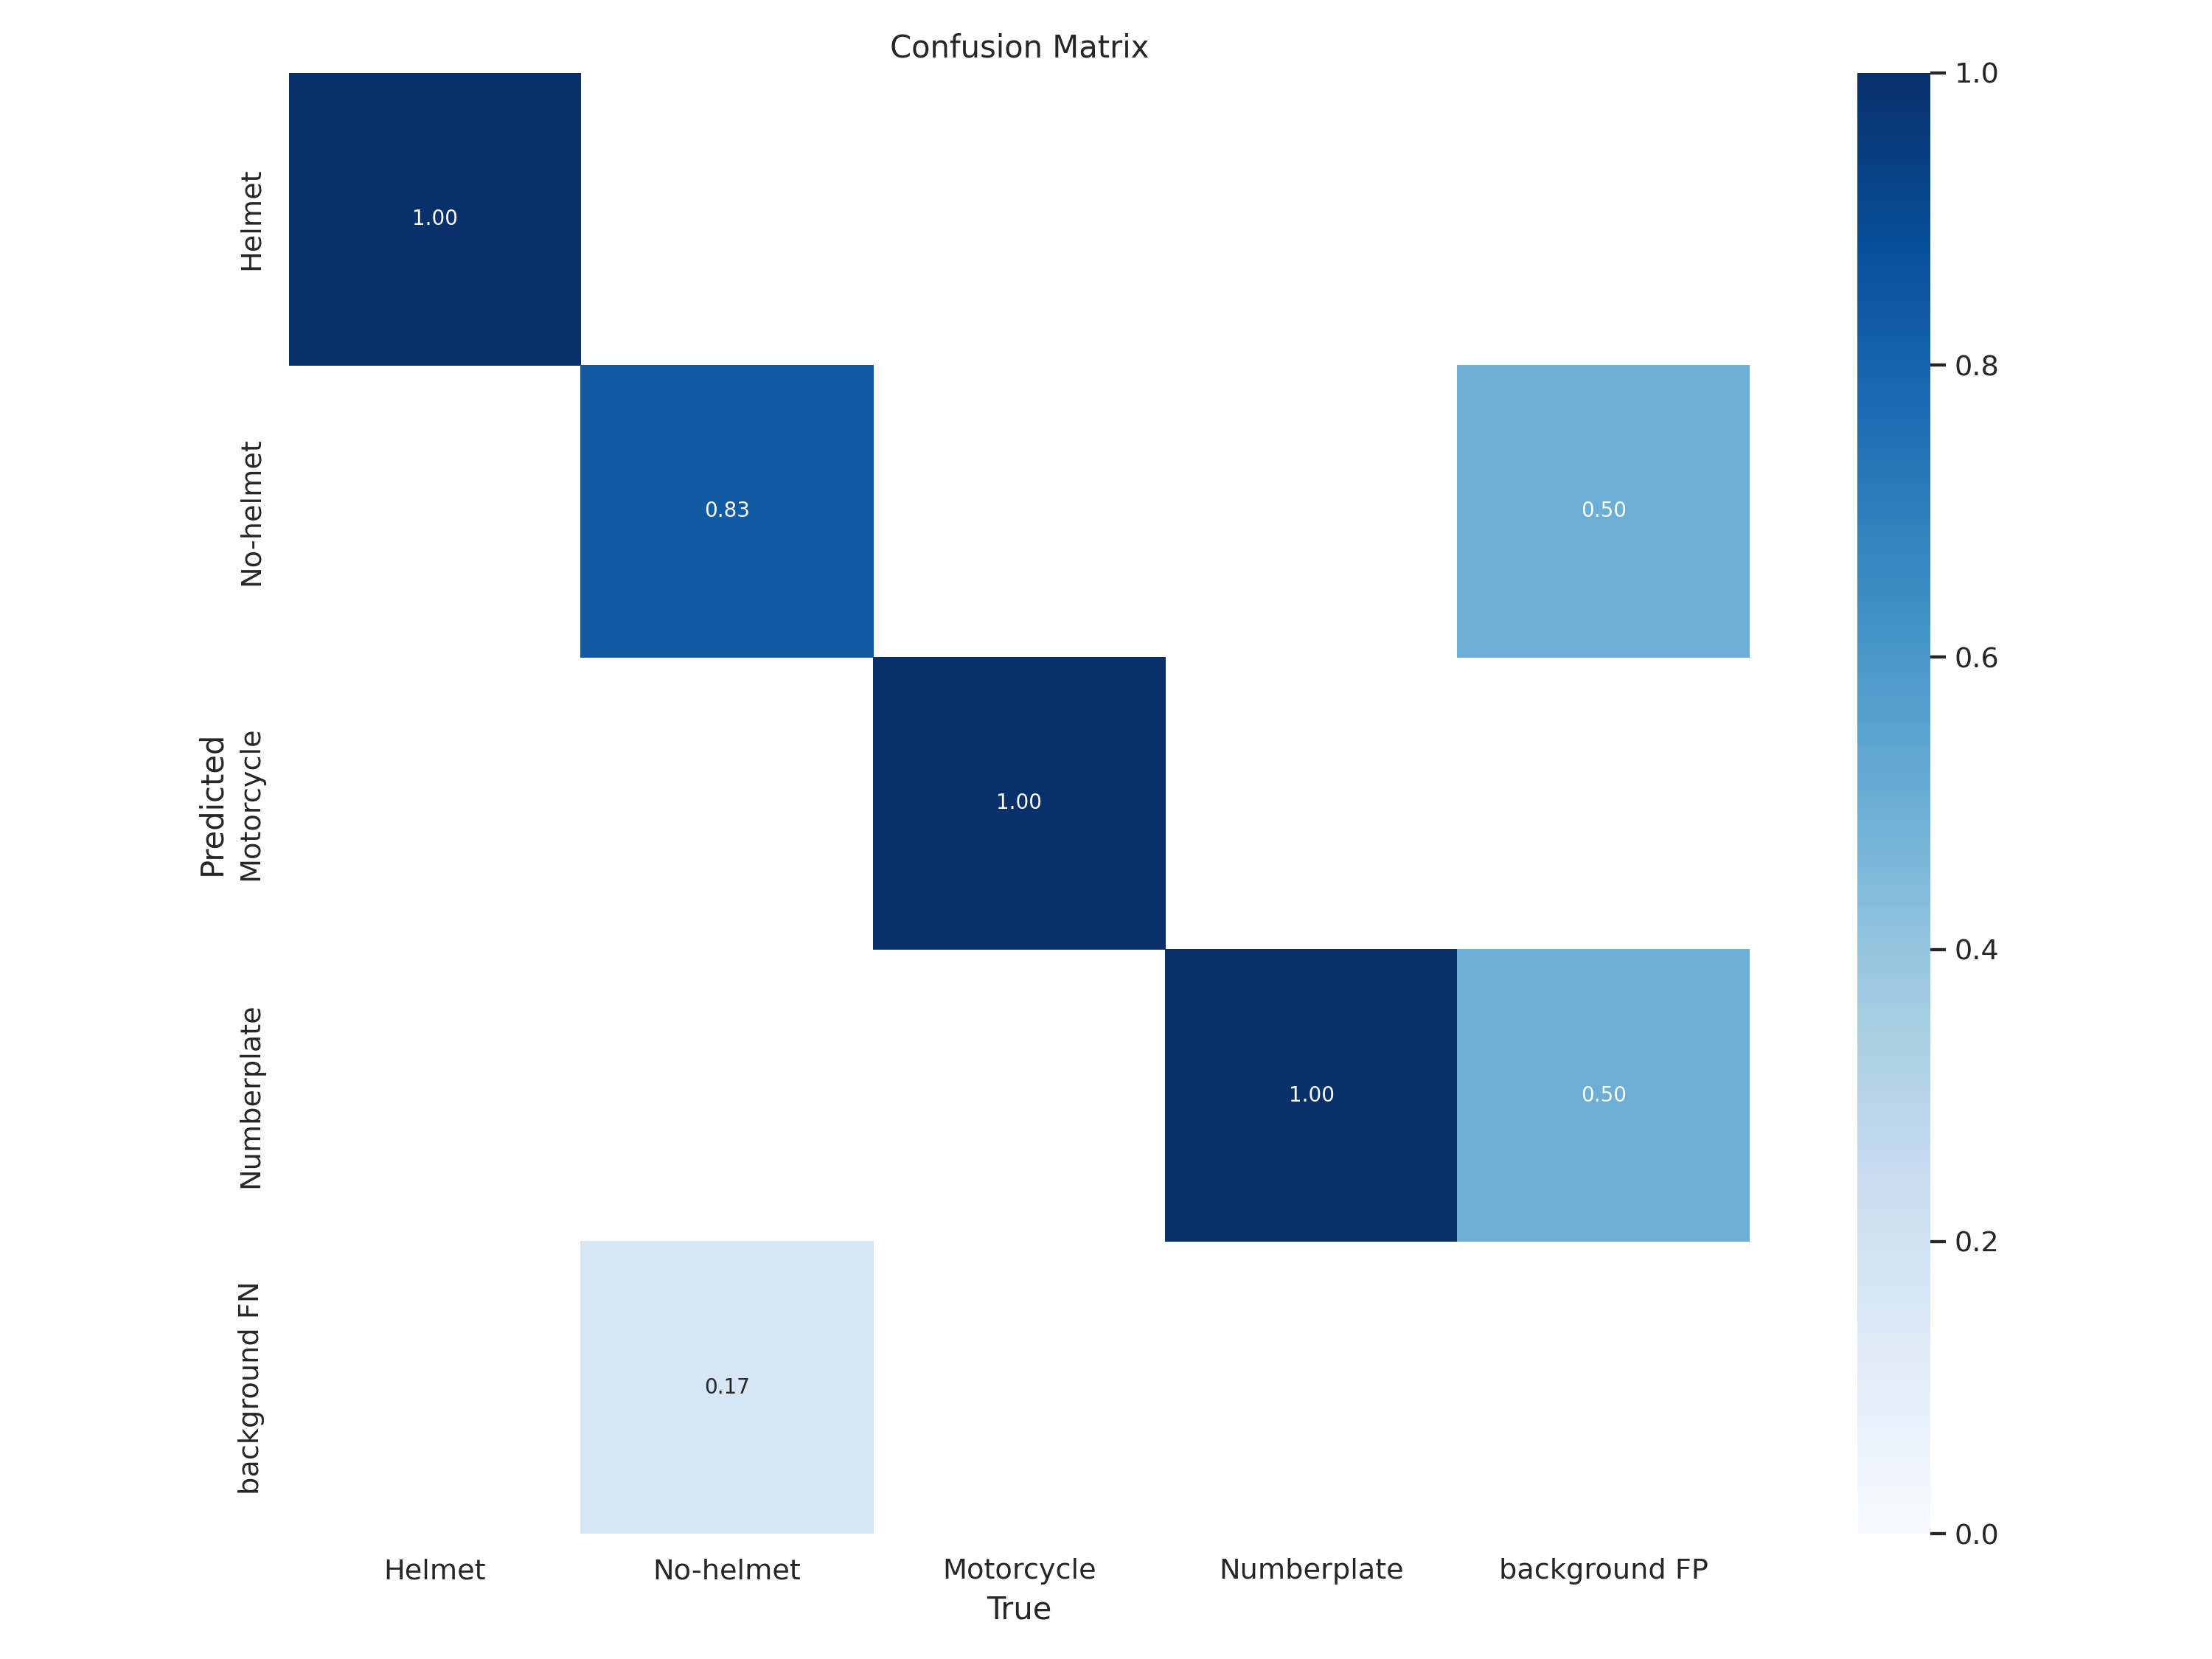 Confusion Matrix
Helmet
No-helmet
Motorcycle
Numberplate
background FN
Predicted
1.00
0.83
0.50
1.00
1.00
0.50
0.17
Helmet
No-helmet
Motorcycle
Numberplate
background FP
True
1.0
0.8
0.6
0.4
0.2
0.0